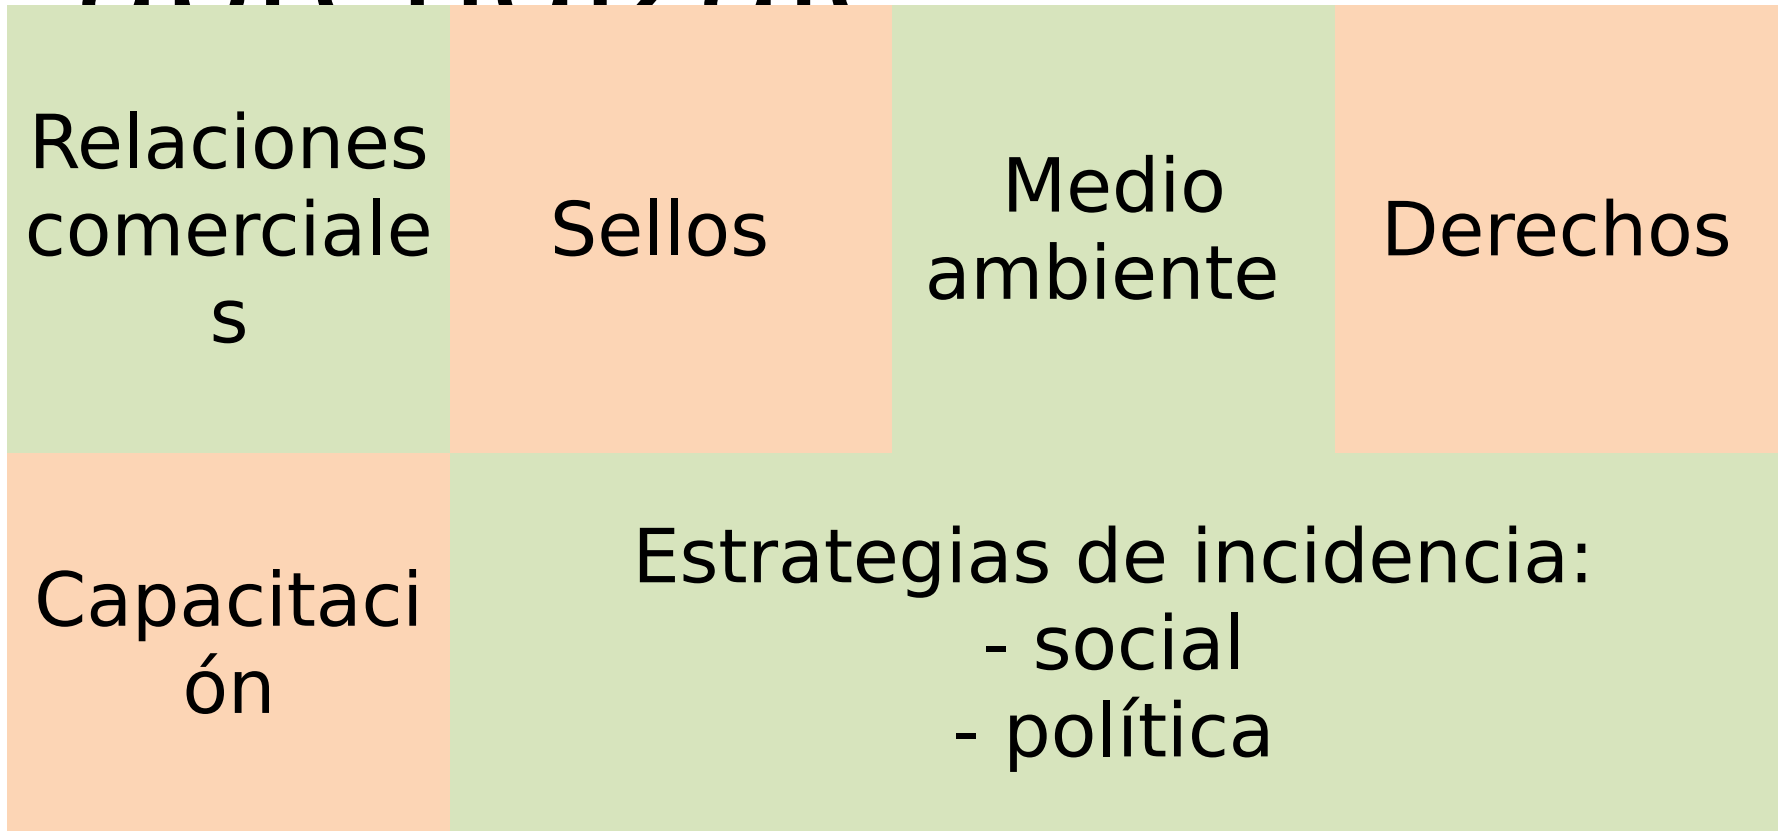 Relaciones
comerciale
s
Sellos
Medio
ambiente
Derechos
Capacitaci
ón
Estrategias de incidencia:
- social
- política